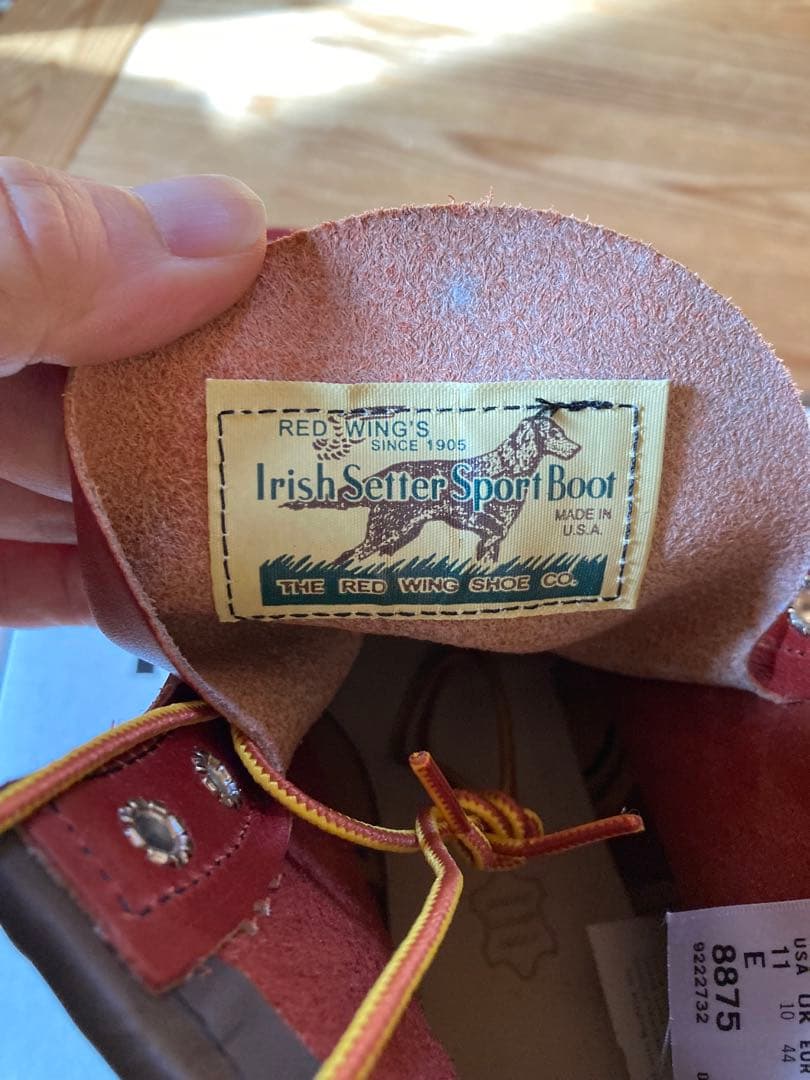 RED WING'S
SINCE 1905
Irish Setter Sport Boot
MADE IN
U.S.A.
THE RED WING SHOE CO.
USA UK EUR
11 10 44
E
8875
9222732